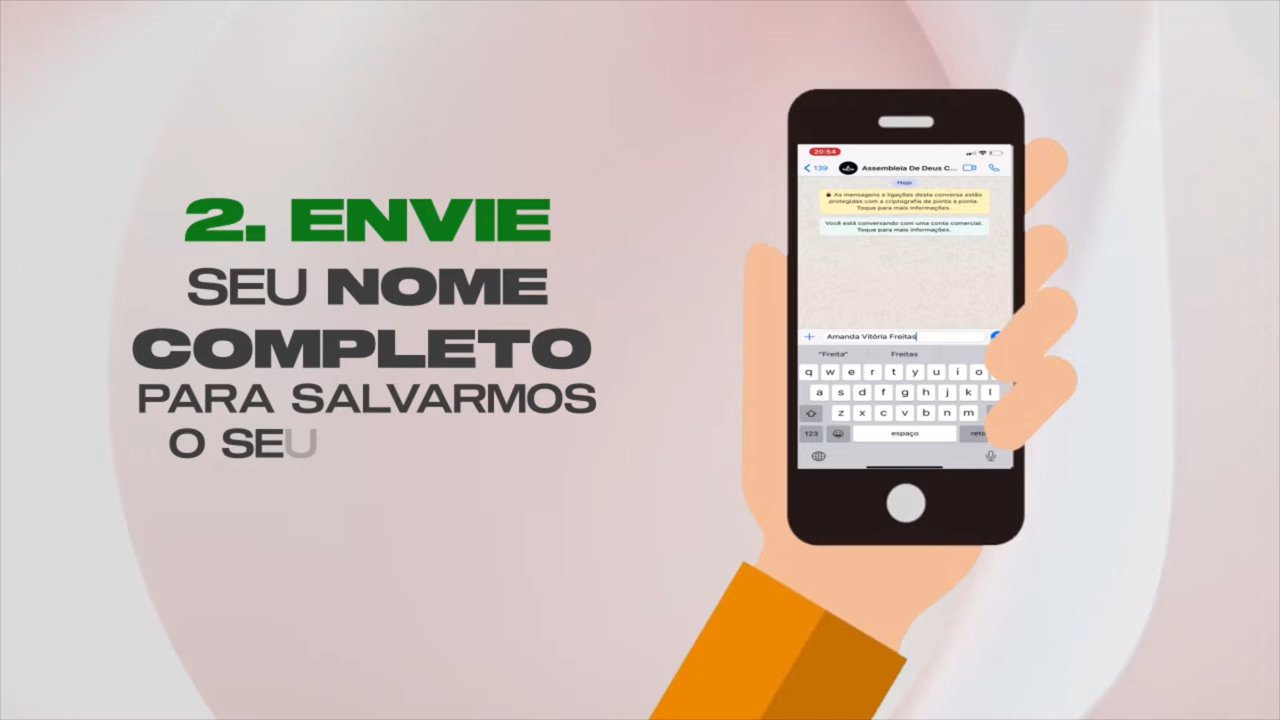 2. ENVIE
SEU NOME
COMPLETO
PARA SALVARMOS
O SEU
20:54
139
Assembleia De Deus C...
Hoje
As mensagens e ligações desta conversa estão
protegidas com a criptografia de ponta a ponta.
Toque para mais informações.
Você está conversando com uma conta comercial.
Toque para mais informações.
Amanda Vitória Freitas
"Freita" Freitas
q w e r t y u i o
a s d f g h j k l
z x c v b n m
123 espaço reto